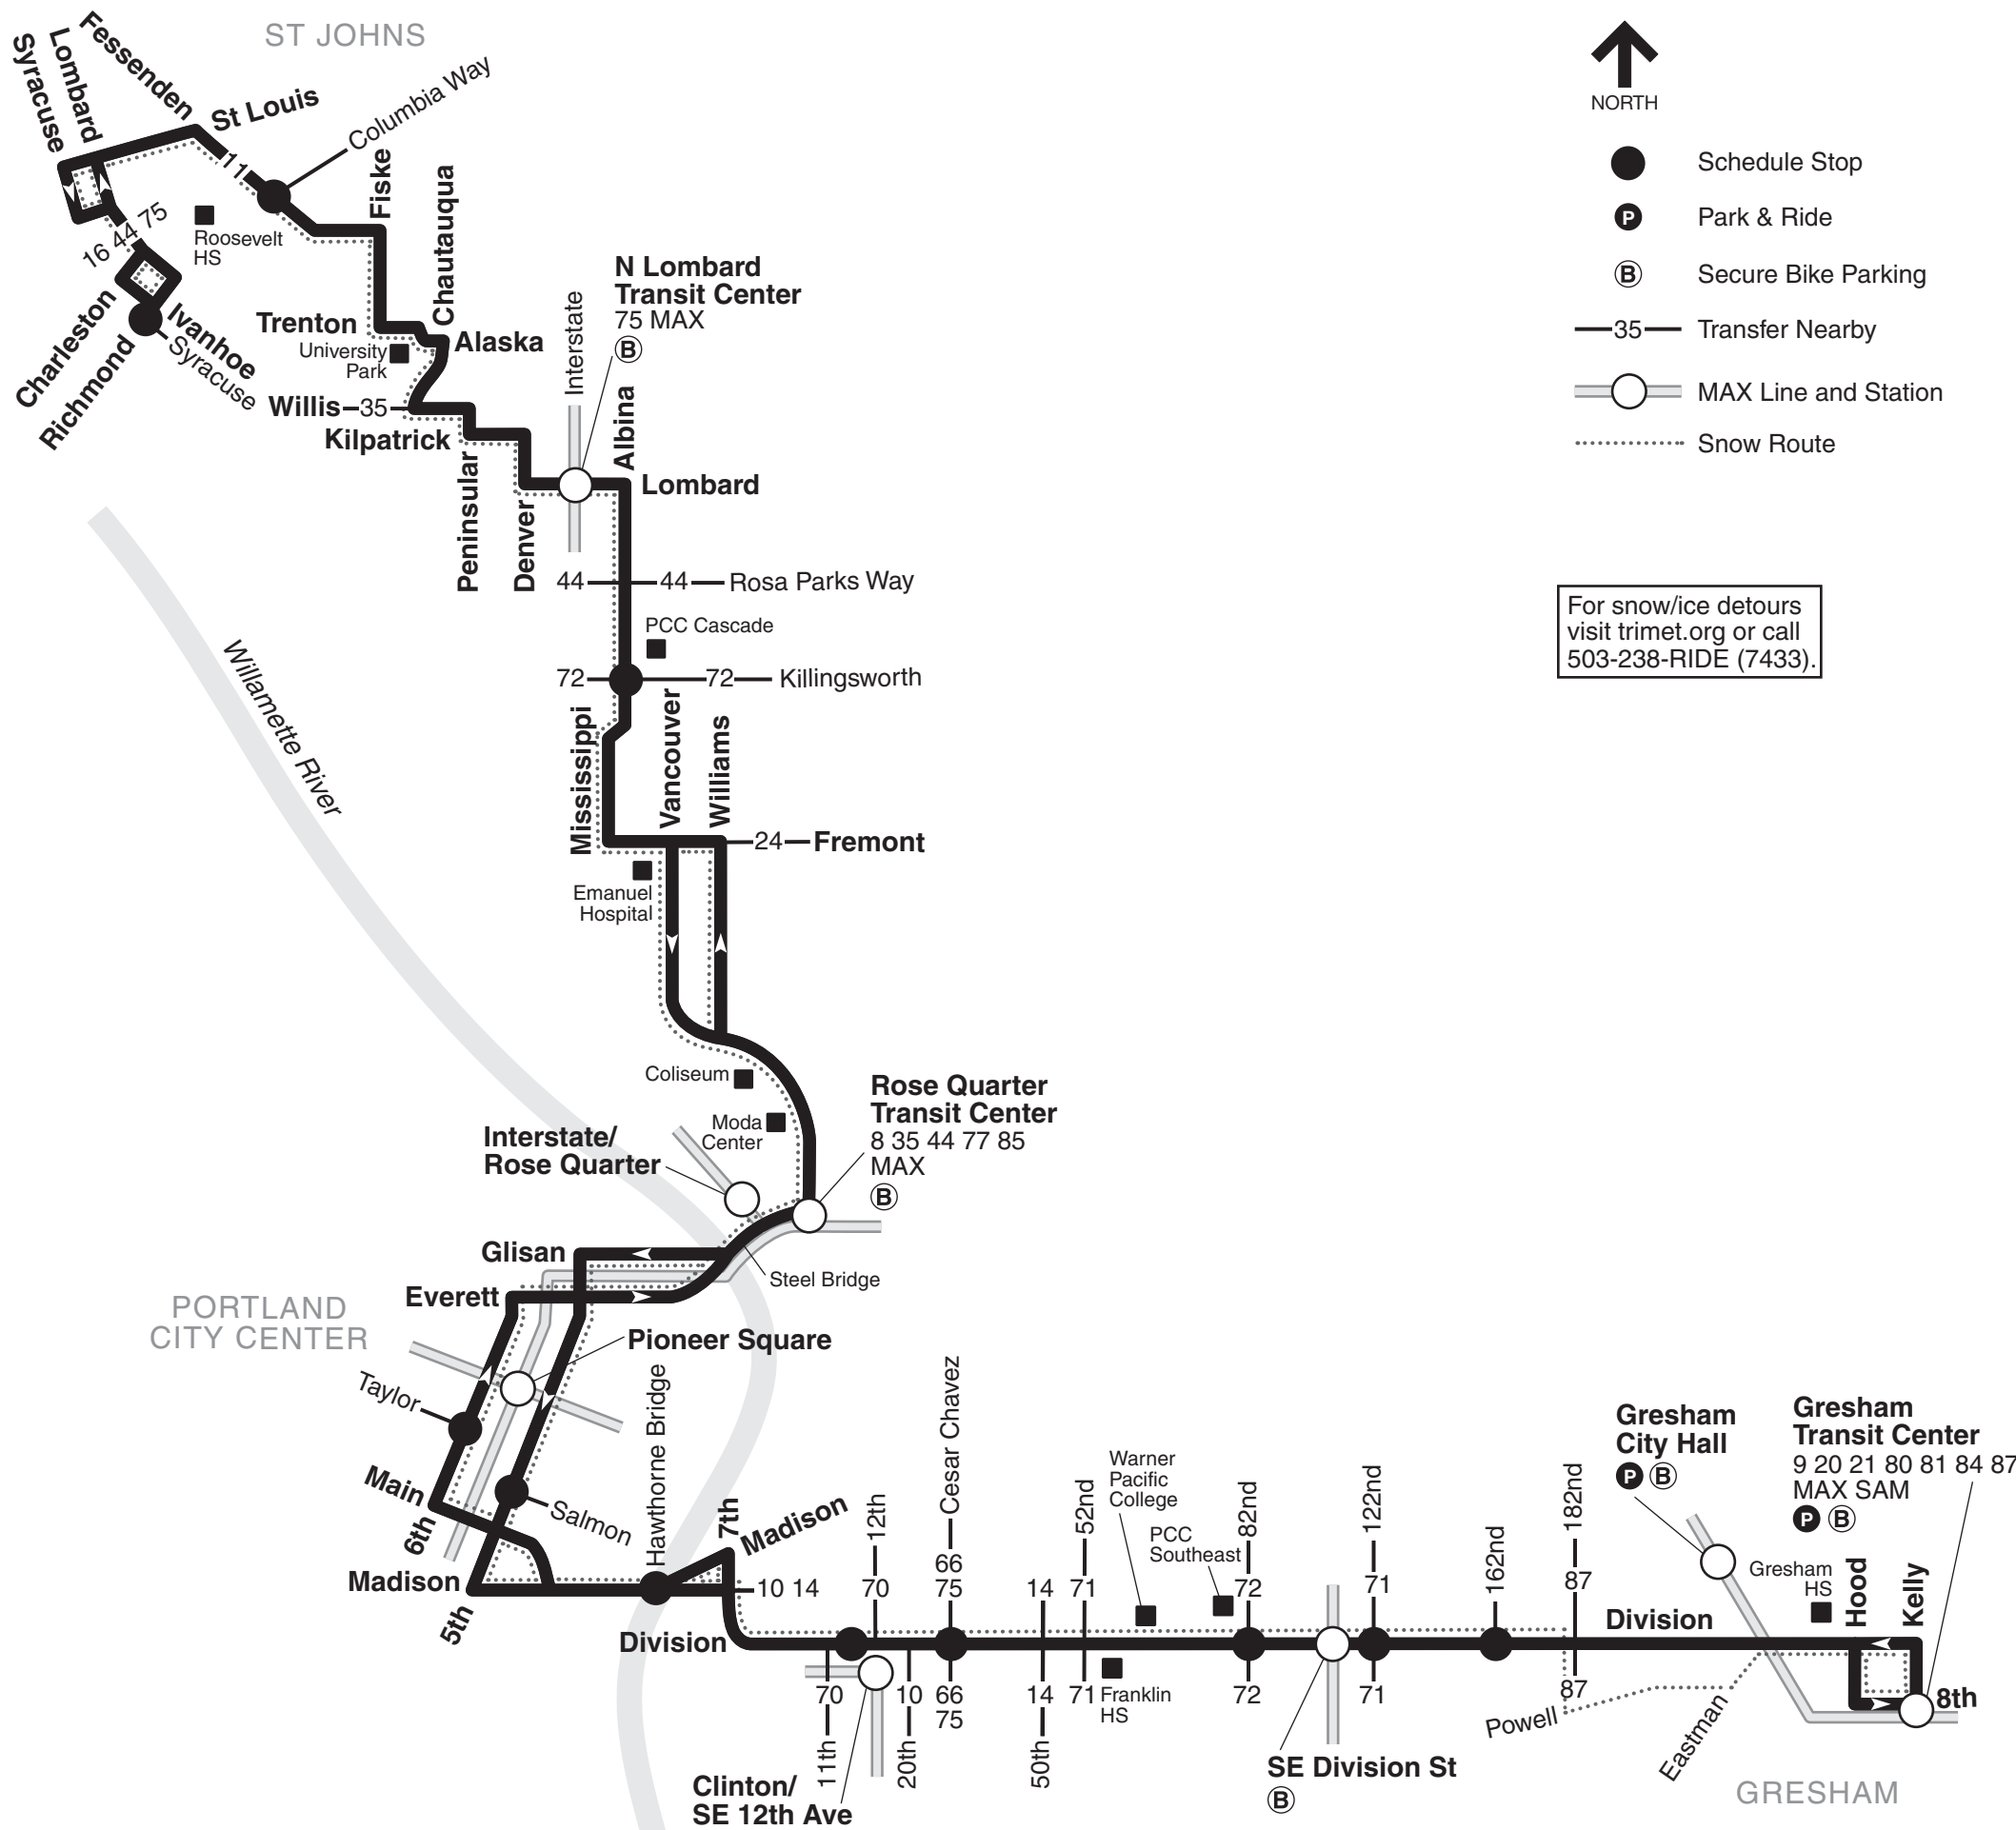 ST JOHNS
Syracuse
Lombard
Fessenden
St Louis
11
Columbia Way
Fiske
Chautauqua
16 44 75
Roosevelt
HS
Charleston
Richmond
Ivanhoe
Syracuse
Trenton
University
Park
Alaska
Willis
35
Kilpatrick
Peninsular
Denver
Interstate
N Lombard
Transit Center
75 MAX
B
Albina
Lombard
44
44
Rosa Parks Way
PCC Cascade
72
72
Killingsworth
Mississippi
Vancouver
Williams
24
Fremont
Emanuel
Hospital
Willamette River
Coliseum
Moda
Center
Rose Quarter
Transit Center
8 35 44 77 85
MAX
B
Interstate/
Rose Quarter
Glisan
Steel Bridge
Everett
PORTLAND
CITY CENTER
Pioneer Square
Taylor
Main
6th
Salmon
Madison
5th
Hawthorne Bridge
7th
Madison
10 14
Division
12th
70
70
11th
Clinton/
SE 12th Ave
10
20th
Cesar Chavez
66
75
66
75
14
14
50th
52nd
71
71
Warner
Pacific
College
Franklin
HS
PCC
Southeast
82nd
72
72
SE Division St
B
122nd
71
71
162nd
182nd
87
87
Powell
Division
Eastman
Gresham
City Hall
P B
Gresham
Transit Center
9 20 21 80 81 84 87
MAX SAM
P B
Gresham
HS
Hood
Kelly
8th
GRESHAM
NORTH
Schedule Stop
P
Park & Ride
B
Secure Bike Parking
35
Transfer Nearby
MAX Line and Station
Snow Route
For snow/ice detours
visit trimet.org or call
503-238-RIDE (7433).